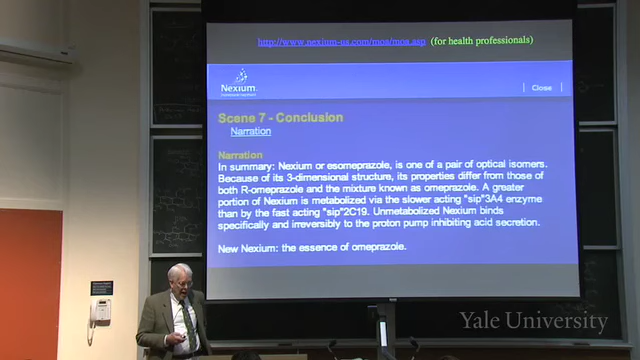 http://www.nexium-us.com/moa/moa.asp (for health professionals)
Nexium
Close
Scene 7 - Conclusion
Narration
Narration
In summary: Nexium or esomeprazole, is one of a pair of optical isomers.
Because of its 3-dimensional structure, its properties differ from those of
both R-omeprazole and the mixture known as omeprazole. A greater
portion of Nexium is metabolized via the slower acting "sip"3A4 enzyme
than by the fast acting "sip"2C19. Unmetabolized Nexium binds
specifically and irreversibly to the proton pump inhibiting acid secretion.
New Nexium: the essence of omeprazole.
Yale University